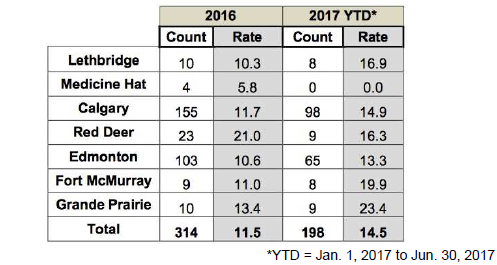 2016 2017 YTD*
Count Rate Count Rate
Lethbridge 10 10.3 8 16.9
Medicine Hat 4 5.8 0 0.0
Calgary 155 11.7 98 14.9
Red Deer 23 21.0 9 16.3
Edmonton 103 10.6 65 13.3
Fort McMurray 9 11.0 8 19.9
Grande Prairie 10 13.4 9 23.4
Total 314 11.5 198 14.5
*YTD = Jan. 1, 2017 to Jun. 30, 2017